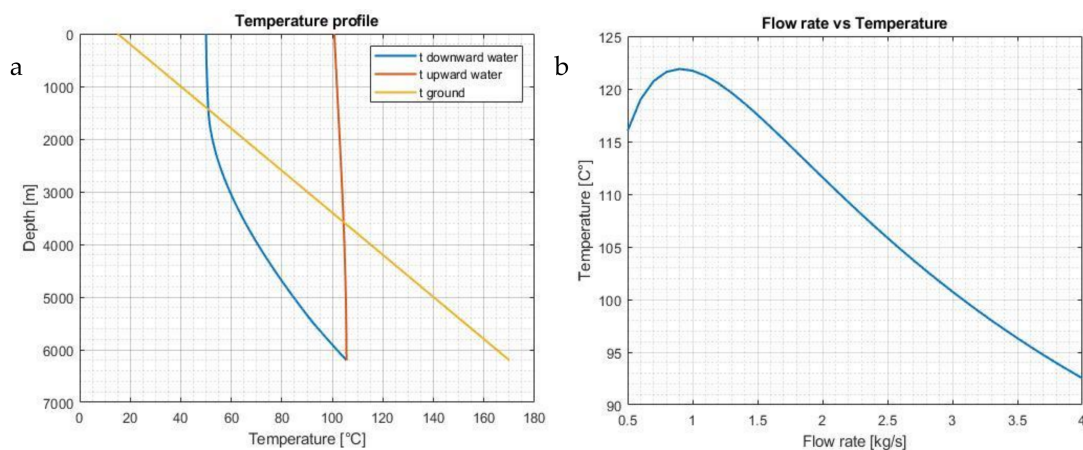 a
Temperature profile
t downward water
t upward water
t ground
0
1000
2000
3000
4000
5000
6000
7000
Depth [m]
0 20 40 60 80 100 120 140 160 180
Temperature [°C]
b
Flow rate vs Temperature
125
120
115
110
105
100
95
90
Temperature [C°]
0.5 1 1.5 2 2.5 3 3.5 4
Flow rate [kg/s]